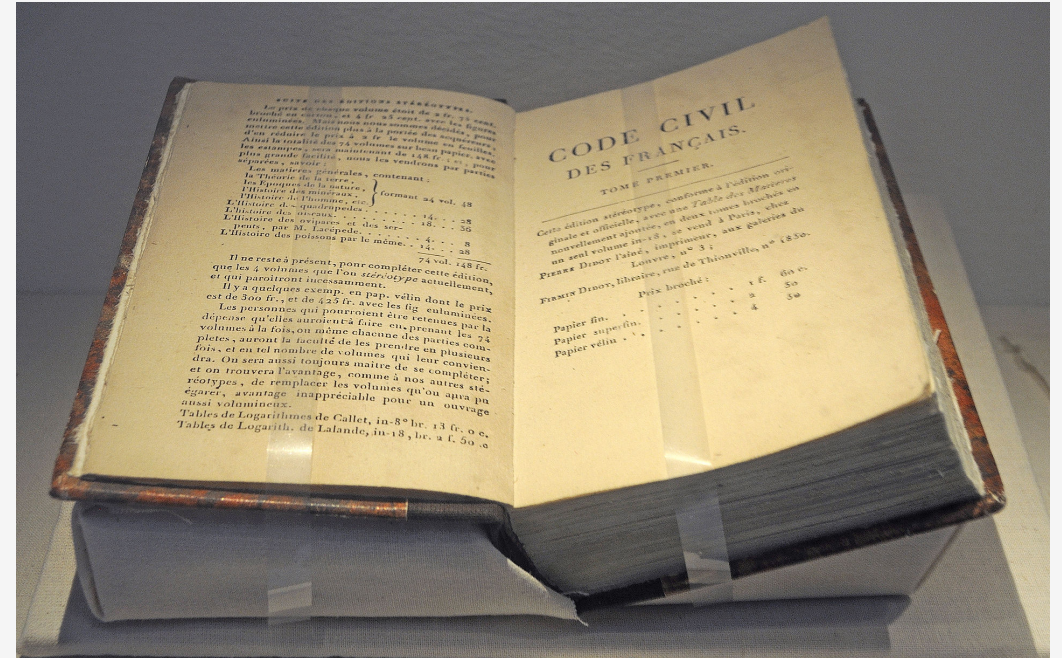 SUITE DES ÉDITIONS STÉRÉOTYPES.
Le prix de chaque volume étoit de 2 fr. 75 cent.
broché en carton, et 4 fr. 25 cent. avec les figures
enluminées. Mais nous nous sommes décidés, pour
mettre cette édition plus à la portée des acquéreurs,
d'en réduire le prix à 2 fr. le volume en feuilles.
Ainsi la totalité des 74 volumes sur beau papier, avec
les estampes, sera maintenant de 148 fr.; et, pour
plus grande facilité, nous les vendrons par parties
séparées, savoir:
Les matieres générales, contenant:
la Théorie de la terre,
les Époques de la nature,
l'Histoire des minéraux,
l'Histoire de l'homme, etc. } formant 24 vol. 48
L'Histoire des quadrupedes. . . . . . . 14. . . 28
L'histoire des oiseaux. . . . . . . . 18. . . 36
L'Histoire des ovipares et des ser-
pents, par M. Lacépede. . . . . . 4. . . 8
L'Histoire des poissons par le même. . 14. . . 28
74 vol. 148 fr.
Il ne reste à présent, pour compléter cette édition,
que les 4 volumes que l'on stéréotype actuellement,
et qui paroîtront incessamment.
Il y a quelques exemp. en pap. vélin dont le prix
est de 300 fr., et de 425 fr. avec les fig enluminées.
Les personnes qui pourroient être retenues par la
dépense qu'elles auroient à faire en prenant les 74
volumes à la fois, ou même chacune des parties com-
pletes, auront la faculté de les prendre en plusieurs
fois, et en tel nombre de volumes qui leur convien-
dra. On sera aussi toujours maitre de se compléter;
et on trouvera l'avantage, comme à nos autres sté-
réotypes, de remplacer les volumes qu'on aura pu
égarer, avantage inappréciable pour un ouvrage
aussi volumineux.
Tables de Logarithmes de Callet, in-8° br. 13 fr. 0 c.
Tables de Logarith. de Lalande, in-18, br. 2 f. 50 c
CODE CIVIL
DES FRANÇAIS.
TOME PREMIER.
Cette édition stéréotype, conforme à l'édition ori-
ginale et officielle, avec une Table des Matieres
nouvellement ajoutée, en deux tomes brochés en
un seul volume in-18, se vend à Paris, chez
PIERRE DIDOT l'aîné, imprimeur, aux galeries du
Louvre, n° 3;
FIRMIN DIDOT, libraire, rue de Thionville, n° 1850.
Prix broché:
Papier fin. . . . . . . 1 f. 60 c.
Papier superfin. . . . . . 2 50
Papier vélin . . . . . . 4 50